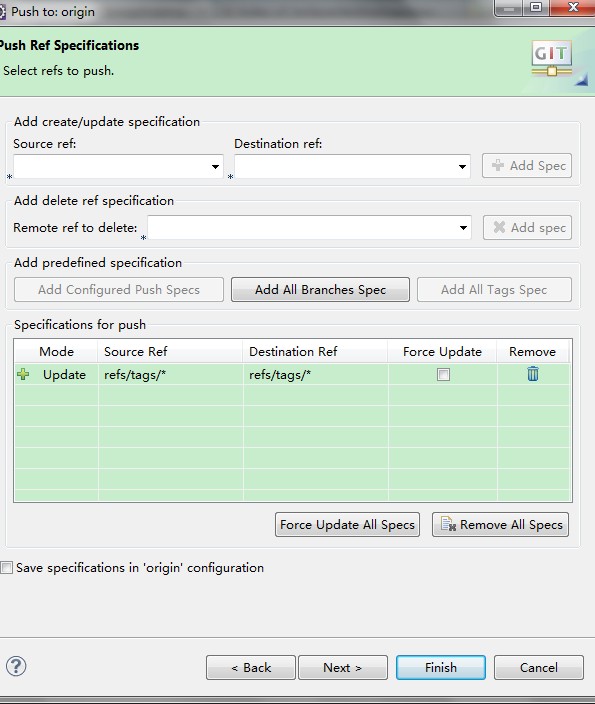 Push to: origin
Push Ref Specifications
Select refs to push.
GIT
Add create/update specification
Source ref: Destination ref:
* * Add Spec
Add delete ref specification
Remote ref to delete: * Add spec
Add predefined specification
Add Configured Push Specs Add All Branches Spec Add All Tags Spec
Specifications for push
Mode Source Ref Destination Ref Force Update Remove
Update refs/tags/* refs/tags/*
Force Update All Specs Remove All Specs
Save specifications in 'origin' configuration
? < Back Next > Finish Cancel